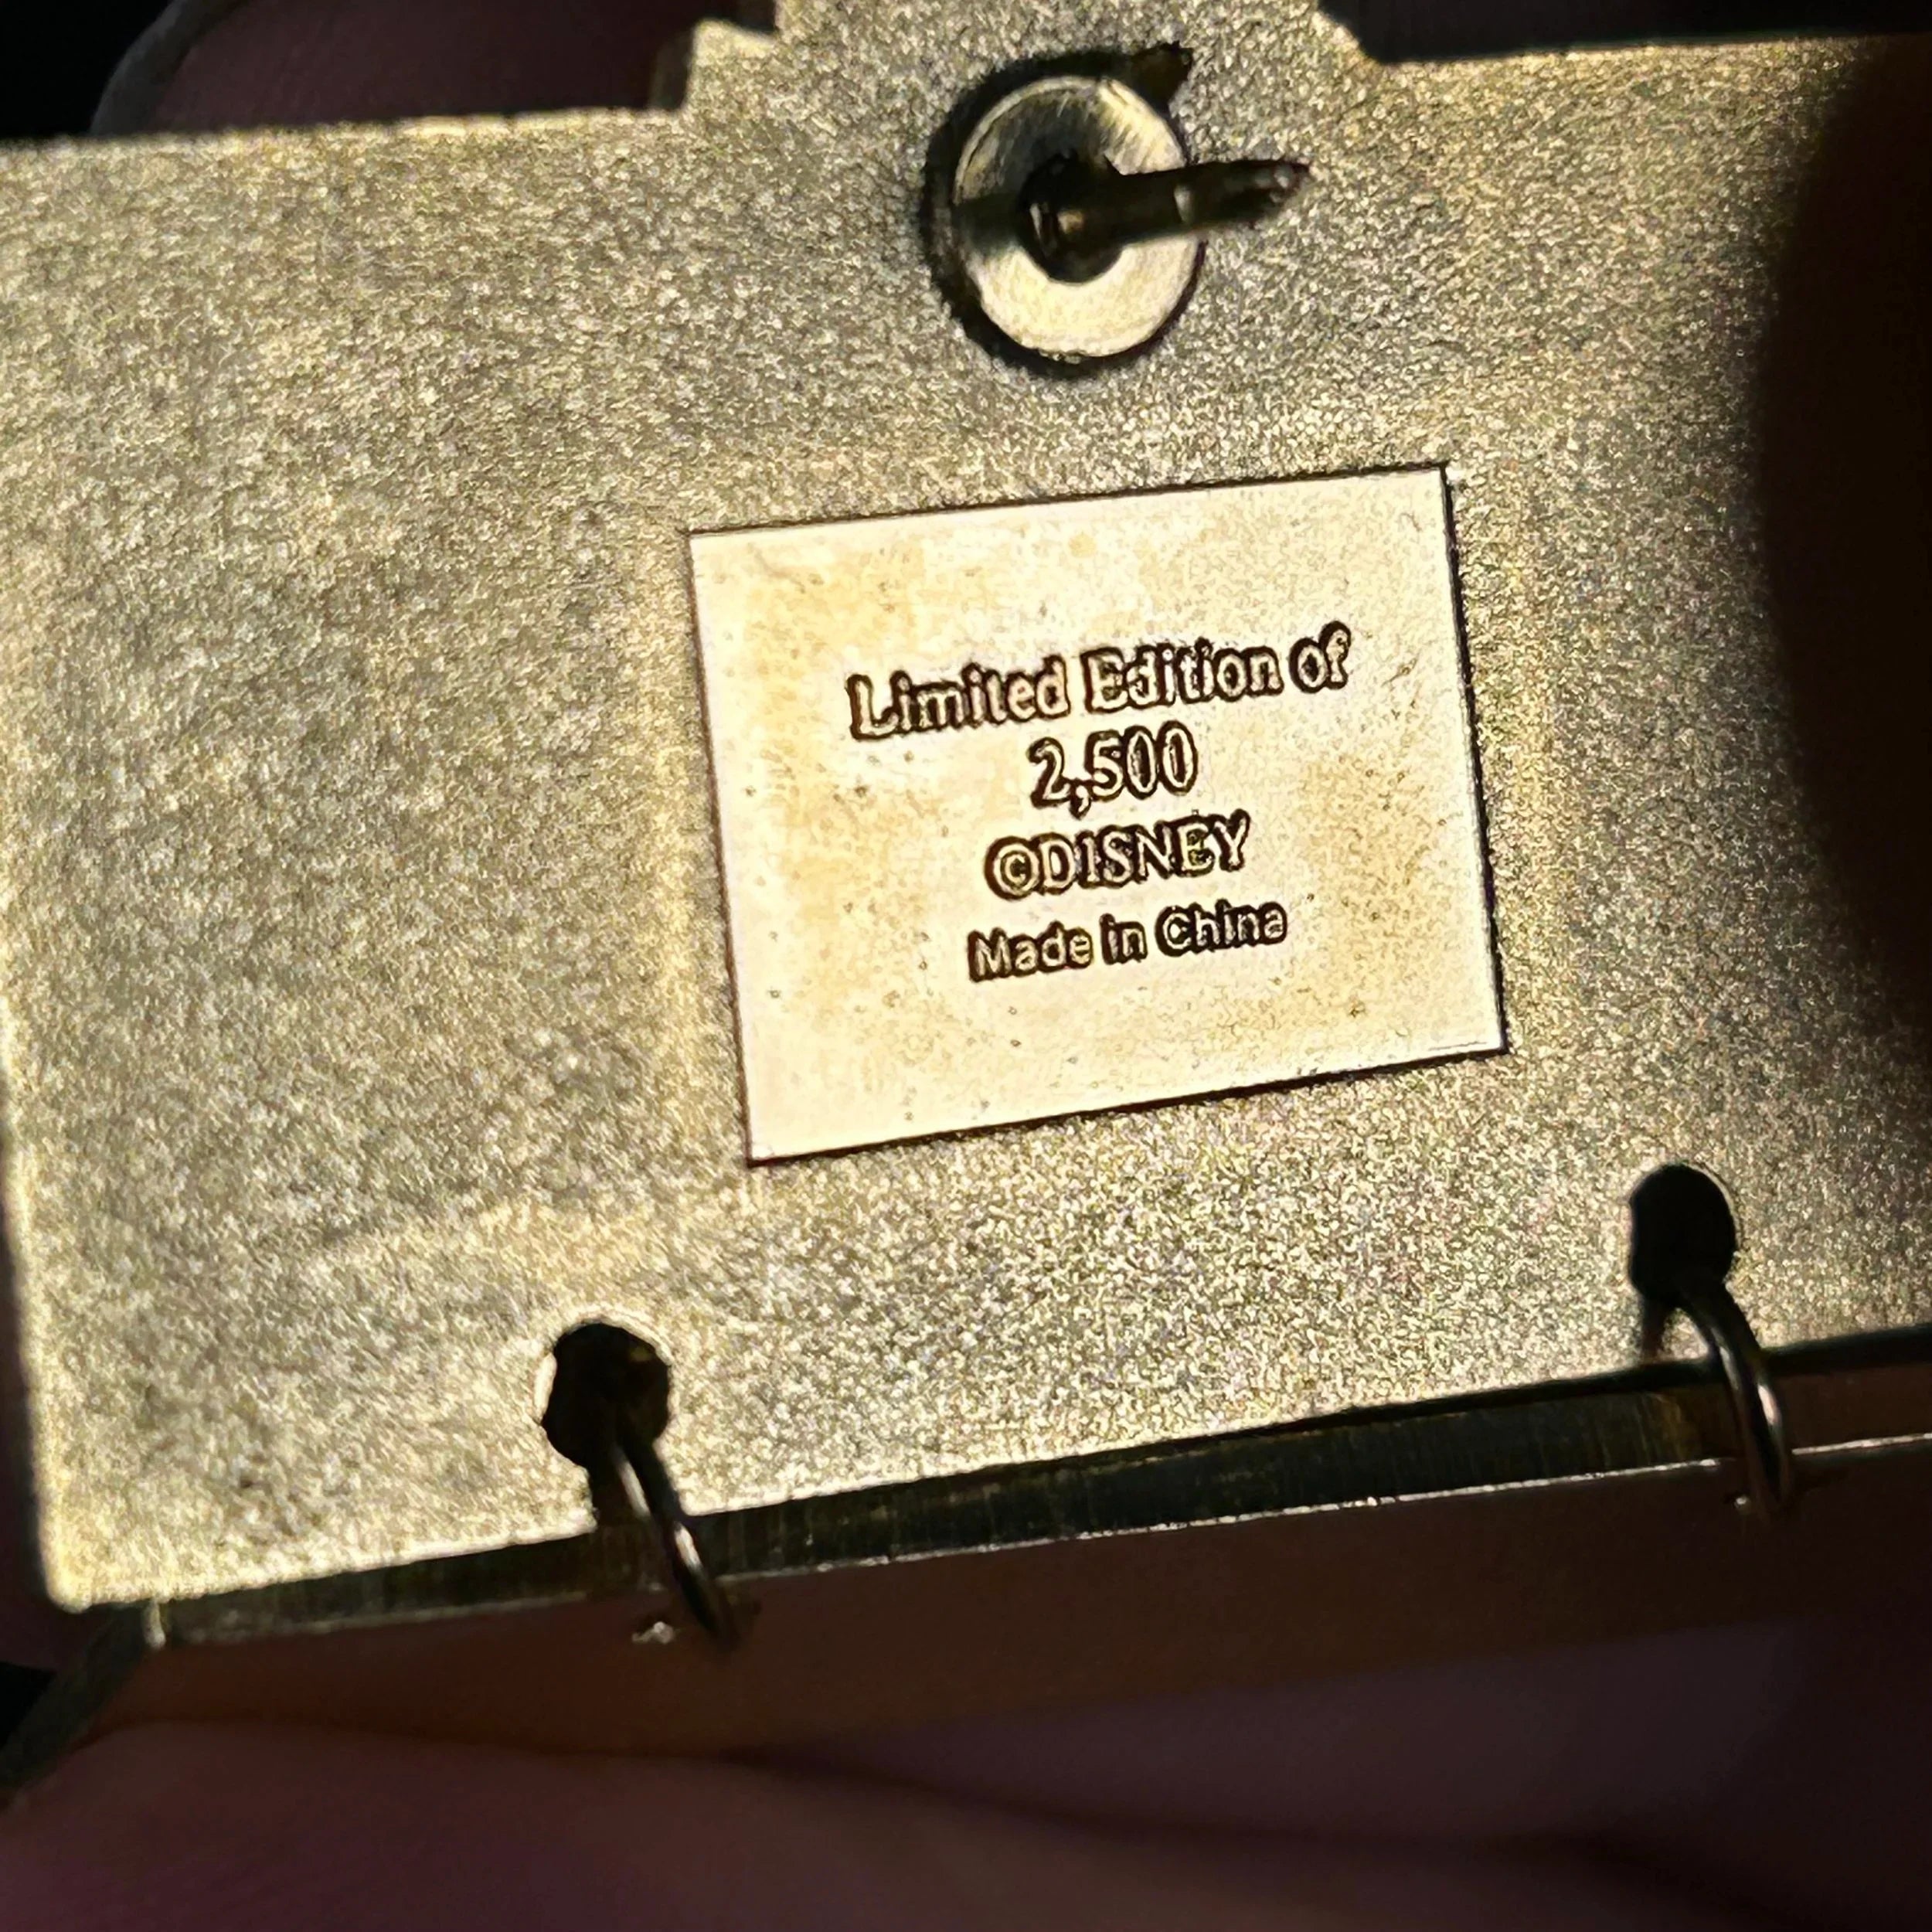 Limited Edition of
2,500
©DISNEY
Made in China